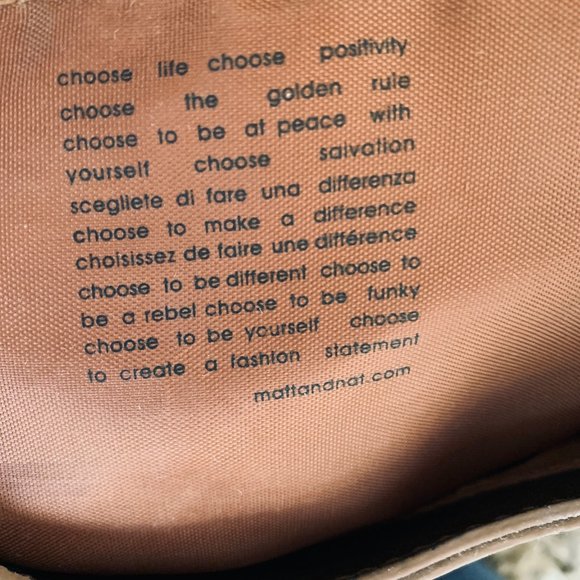 choose life choose positivity
choose the golden rule
choose to be at peace with
yourself choose salvation
scegliete di fare una differenza
choose to make a difference
choisissez de faire une différence
choose to be different choose to
be a rebel choose to be funky
choose to be yourself choose
to create a fashion statement
mattandnat.com